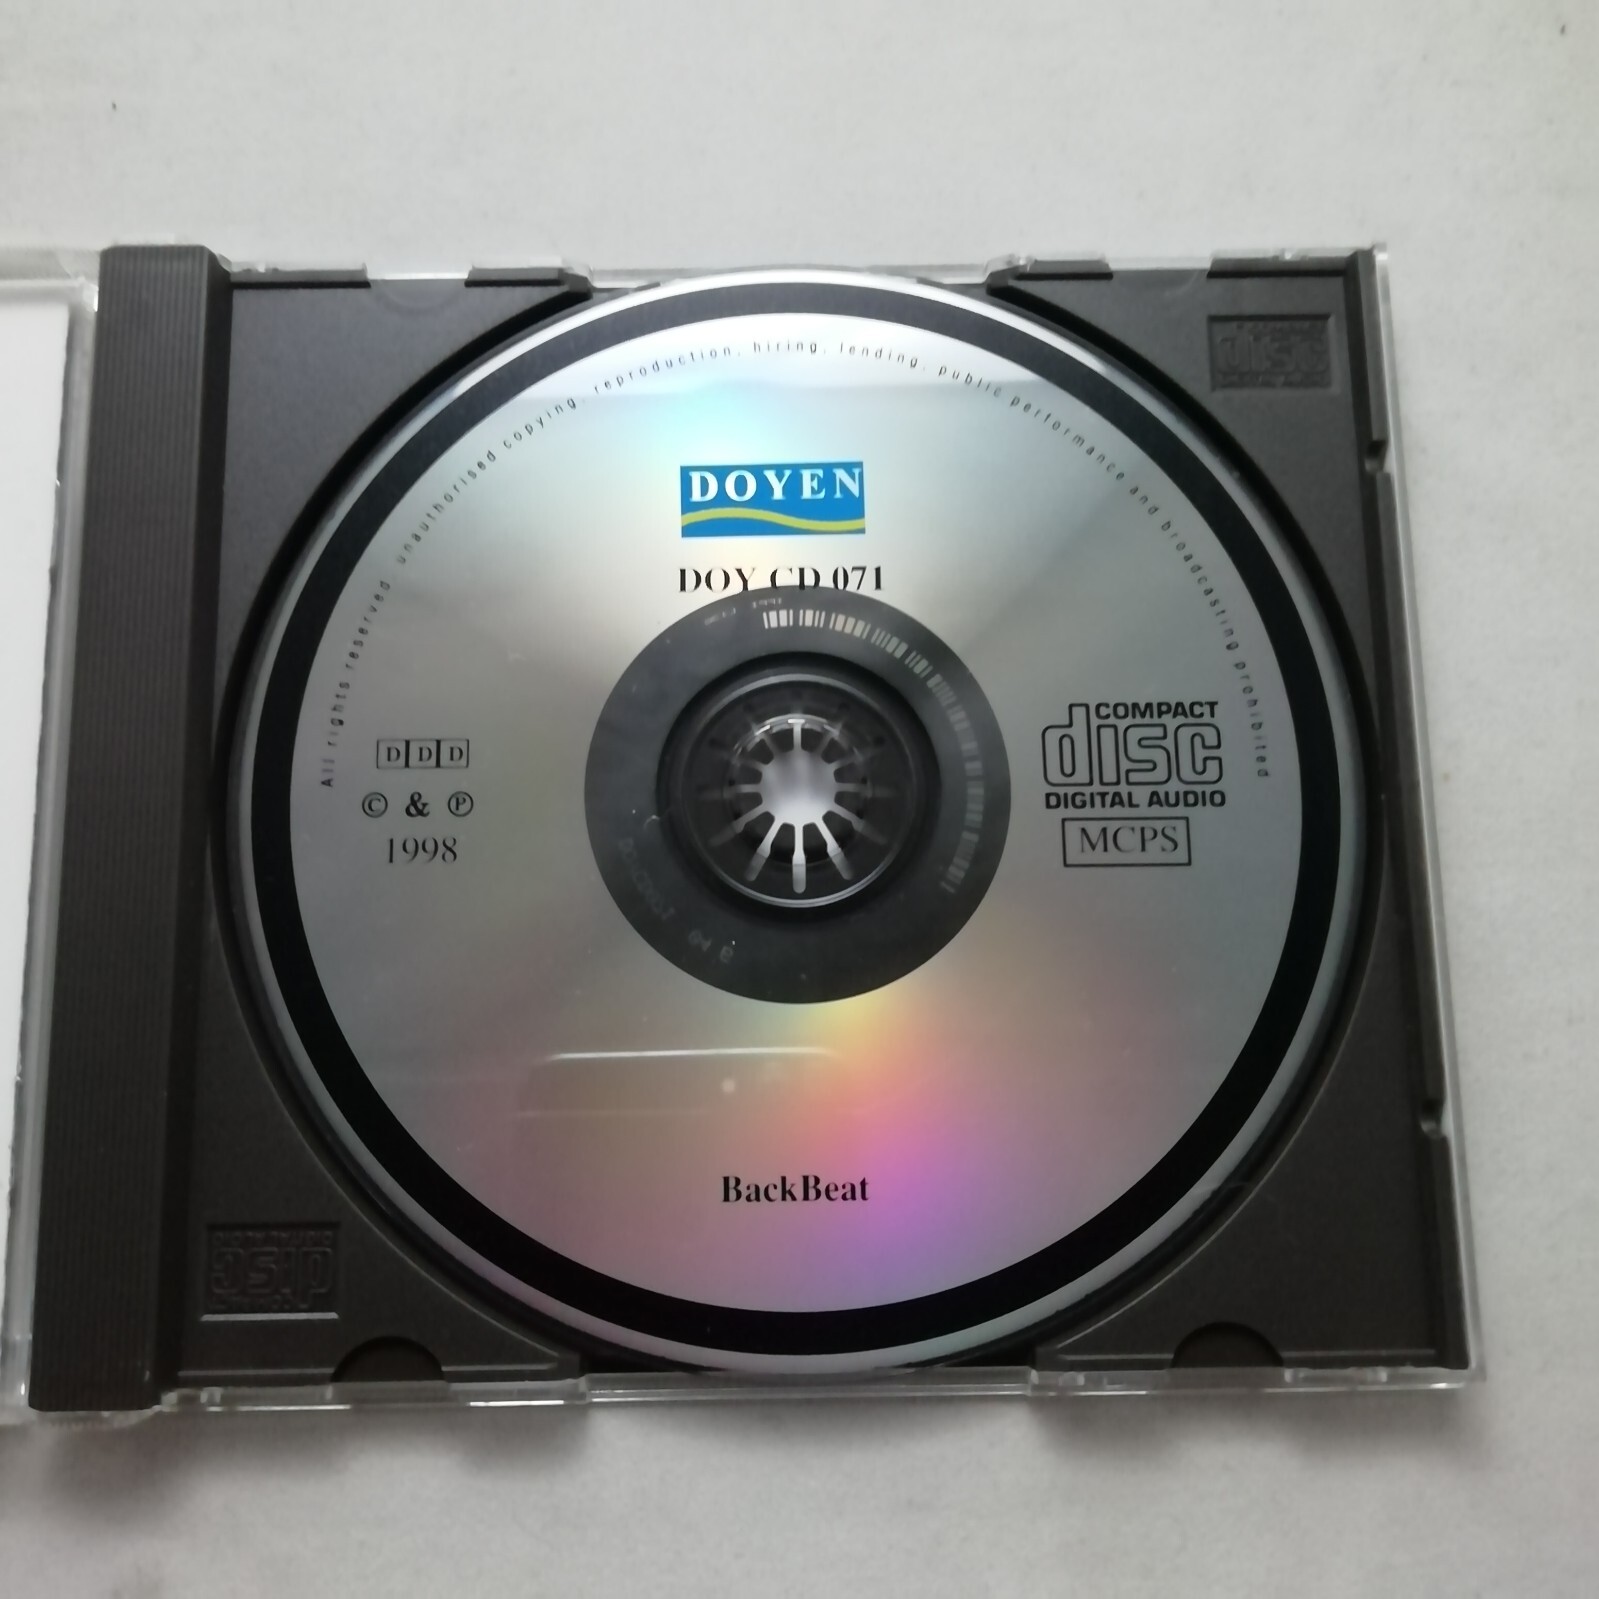 All rights reserved. unauthorised copying, reproduction, hiring, lending, public performance and broadcasting prohibited
DOYEN
DOY CD 071
D D D
© & ℗
1998
COMPACT
disc
DIGITAL AUDIO
MCPS
BackBeat
disc